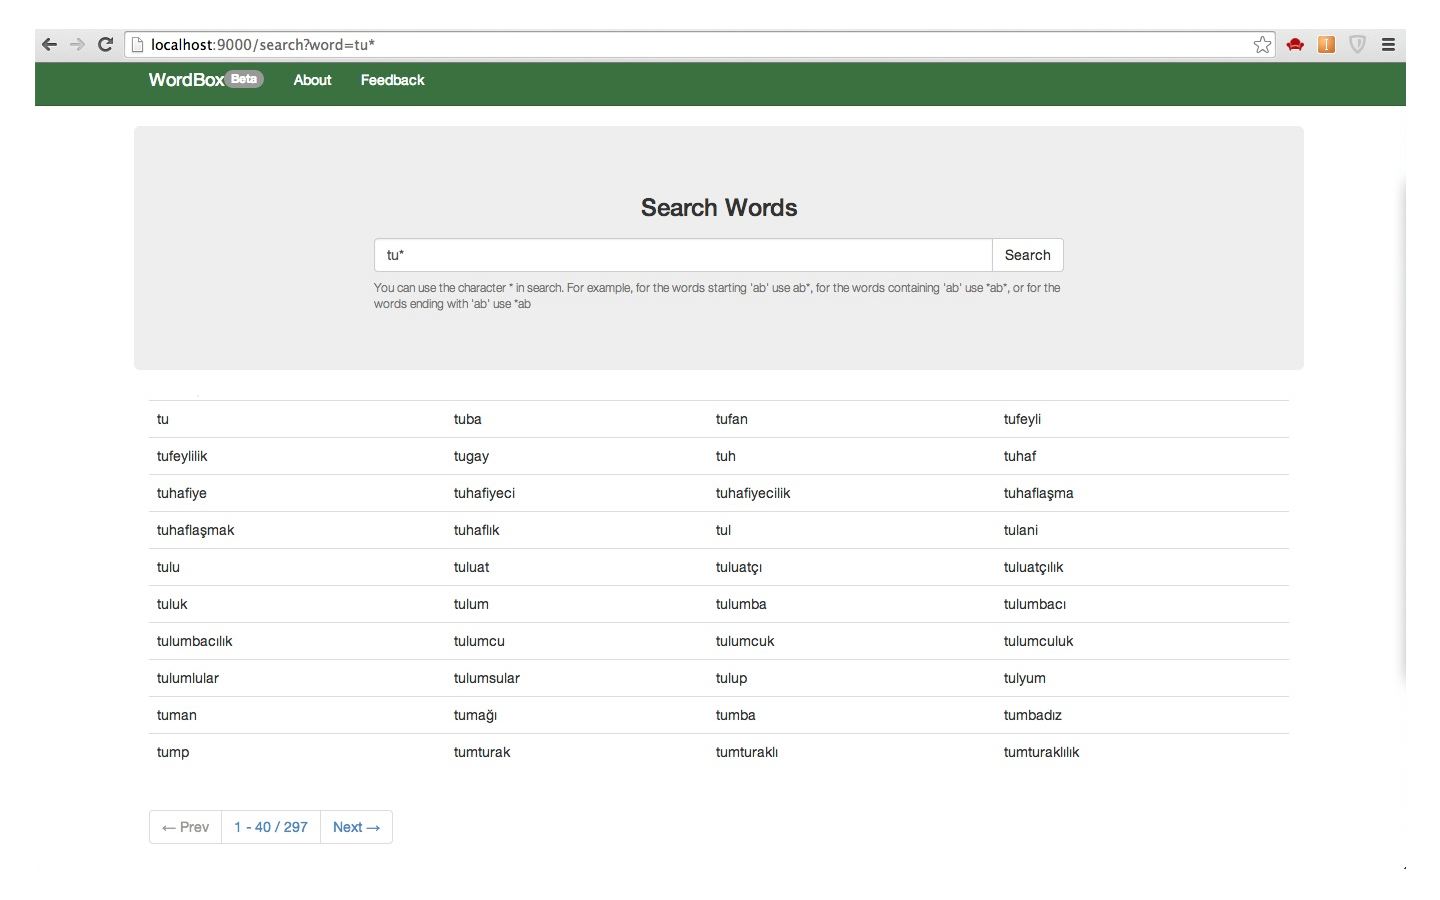 localhost:9000/search?word=tu*
WordBox Beta About Feedback
Search Words
tu* Search
You can use the character * in search. For example, for the words starting 'ab' use ab*, for the words containing 'ab' use *ab*, or for the
words ending with 'ab' use *ab
tu tuba tufan tufeyli
tufeylilik tugay tuh tuhaf
tuhafiye tuhafiyeci tuhafiyecilik tuhaflaşma
tuhaflaşmak tuhaflık tul tulani
tulu tuluat tuluatçı tuluatçılık
tuluk tulum tulumba tulumbacı
tulumbacılık tulumcu tulumcuk tulumculuk
tulumlular tulumsular tulup tulyum
tuman tumağı tumba tumbadız
tump tumturak tumturaklı tumturaklılık
← Prev 1 - 40 / 297 Next →